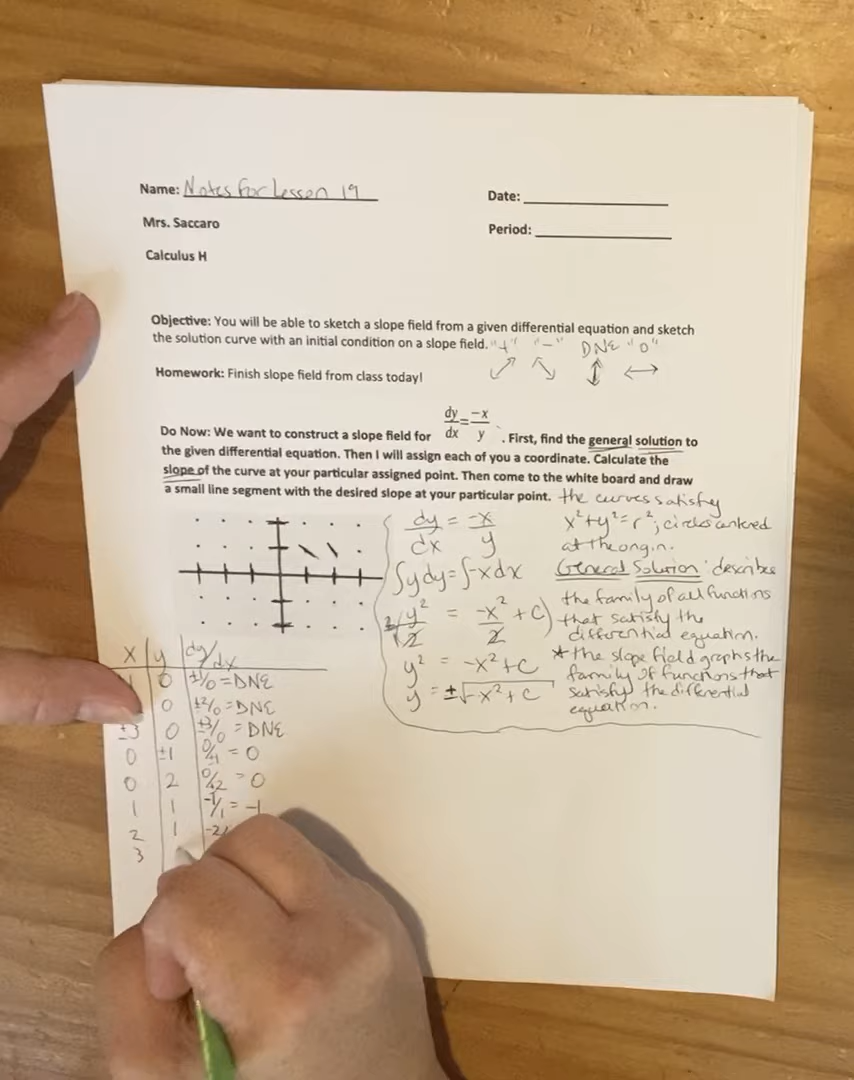 Name: Notes for Lesson 19
Date:
Mrs. Saccaro
Period:
Calculus H
Objective: You will be able to sketch a slope field from a given differential equation and sketch
the solution curve with an initial condition on a slope field. "+" "-" DNE "0"
Homework: Finish slope field from class today!
Do Now: We want to construct a slope field for dy/dx = -x/y . First, find the general solution to
the given differential equation. Then I will assign each of you a coordinate. Calculate the
slope of the curve at your particular assigned point. Then come to the white board and draw
a small line segment with the desired slope at your particular point.
the curves satisfy
x²+y²=r²; circles centered
at the origin.
General Solution: describes
the family of all functions
that satisfy the
differential equation.
*the slope field graphs the
family of functions that
satisfy the differential
equation.
dy/dx = -x/y
∫ydy=∫-xdx
2(y²/2 = -x²/2 + C)
y² = -x²+C
y = ±√-x²+C
x y dy/dx
0 ±1/0 = DNE
0 ±2/0 = DNE
±3 0 ±3/0 = DNE
0 ±1 0/±1 = 0
0 2 0/±2 = 0
1 1 -1/1 = -1
2 1 -2/
3